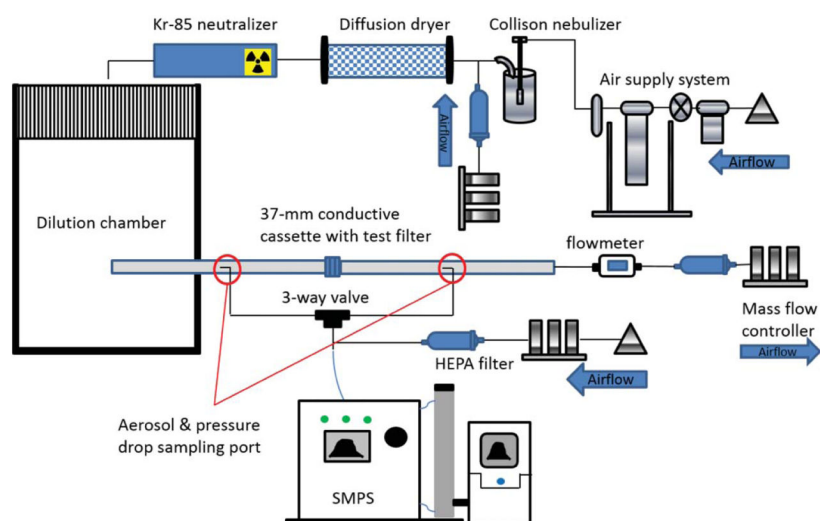 Kr-85 neutralizer
Diffusion dryer
Collison nebulizer
Air supply system
Airflow
Airflow
Dilution chamber
37-mm conductive
cassette with test filter
flowmeter
3-way valve
Mass flow
controller
Airflow
HEPA filter
Airflow
Aerosol & pressure
drop sampling port
SMPS